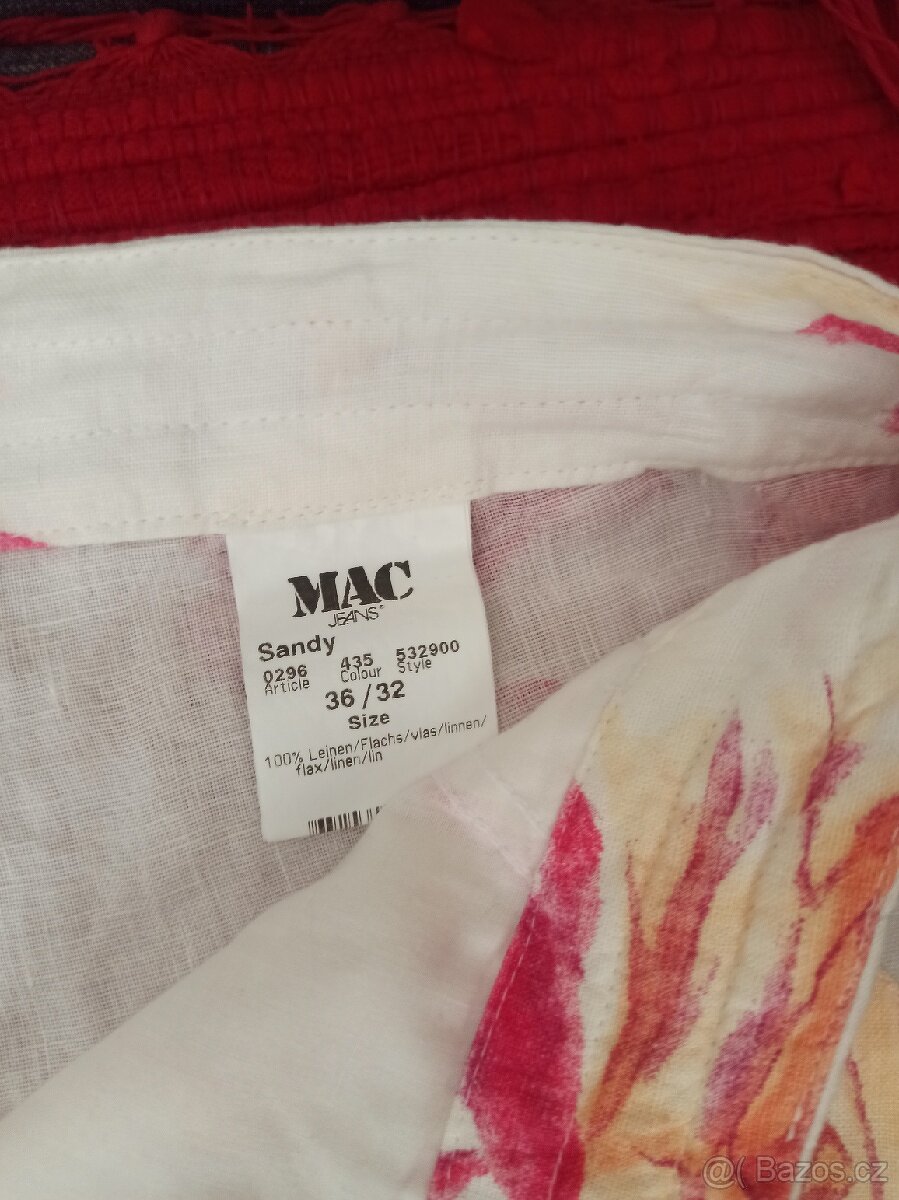 MAC
JEANS®
Sandy
0296 435 532900
Article Colour Style
36 / 32
Size
100% Leinen/Flachs/vlas/linnen/
flax/linen/lin
@( Bazos.cz